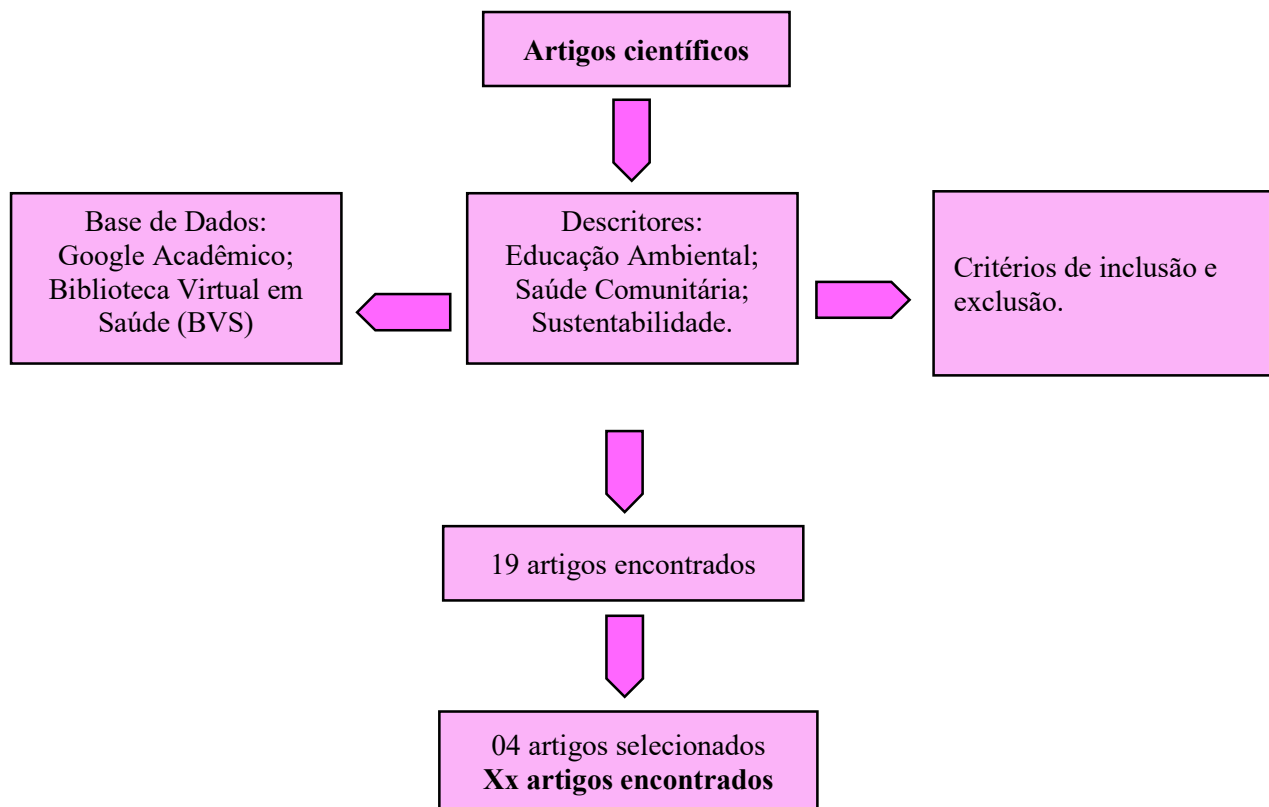 Artigos científicos
Base de Dados:
Google Acadêmico;
Biblioteca Virtual em
Saúde (BVS)
Descritores:
Educação Ambiental;
Saúde Comunitária;
Sustentabilidade.
Critérios de inclusão e
exclusão.
19 artigos encontrados
04 artigos selecionados
Xx artigos encontrados